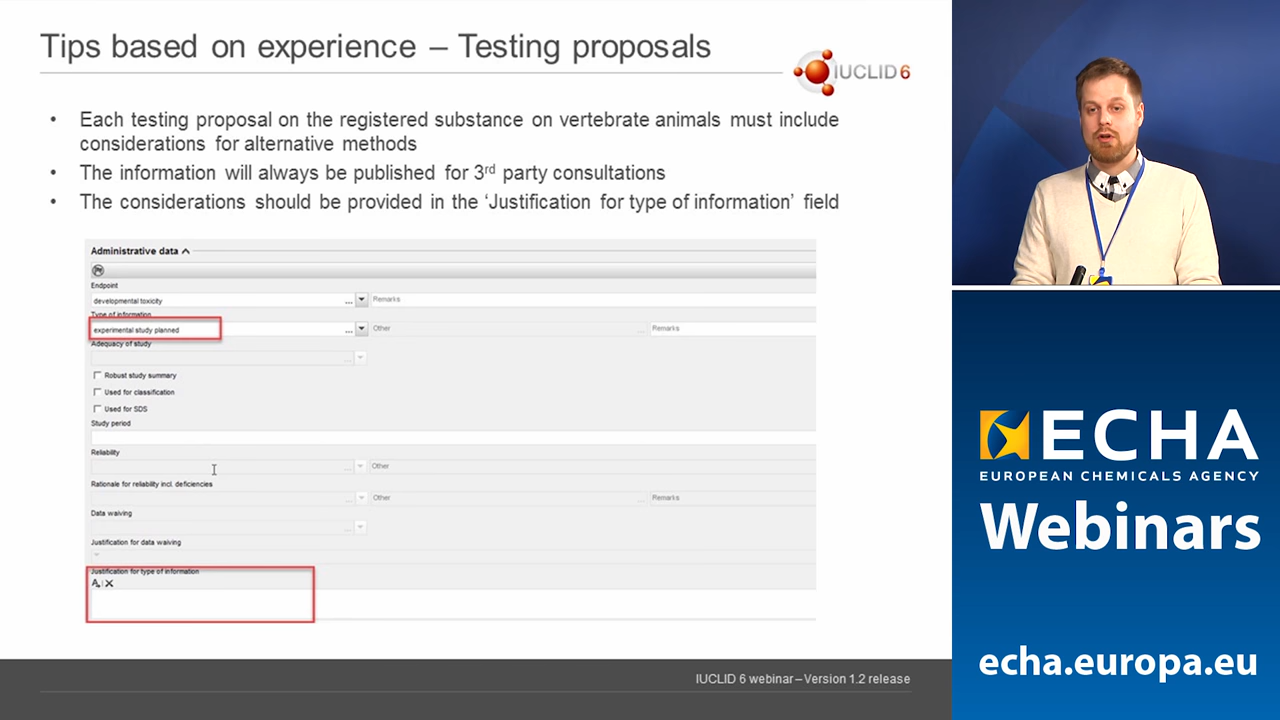 Tips based on experience – Testing proposals
IUCLID 6
• Each testing proposal on the registered substance on vertebrate animals must include
considerations for alternative methods
• The information will always be published for 3rd party consultations
• The considerations should be provided in the ‘Justification for type of information’ field
Administrative data
Endpoint
developmental toxicity ... Remarks
Type of information
experimental study planned ... Other ... Remarks
Adequacy of study
...
Robust study summary
Used for classification
Used for SDS
Study period
Reliability
... Other
Rationale for reliability incl. deficiencies
... Other ... Remarks
Data waiving
...
Justification for data waiving
Justification for type of information
IUCLID 6 webinar – Version 1.2 release
ECHA
EUROPEAN CHEMICALS AGENCY
Webinars
echa.europa.eu